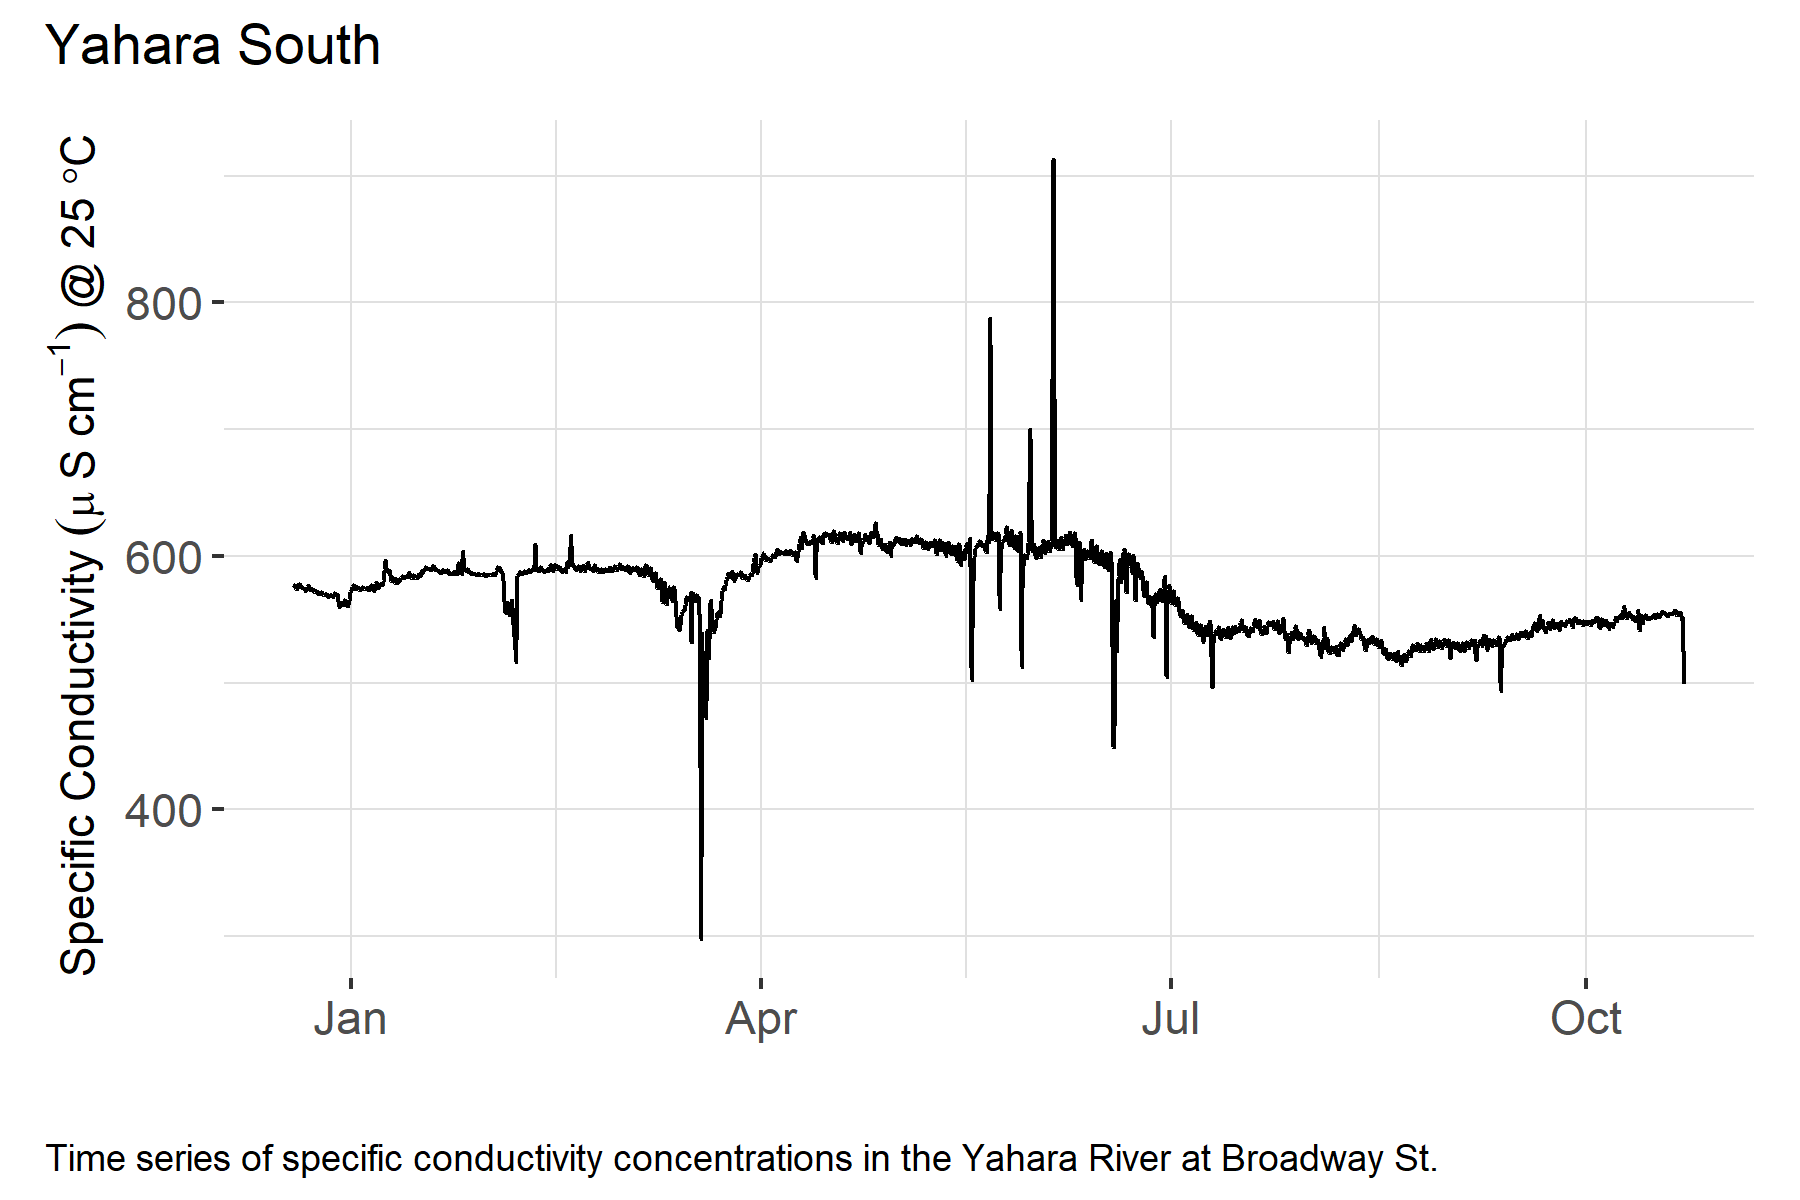 Yahara South
Specific Conductivity (μ S cm⁻¹) @ 25 °C
800
600
400
Jan Apr Jul Oct
Time series of specific conductivity concentrations in the Yahara River at Broadway St.